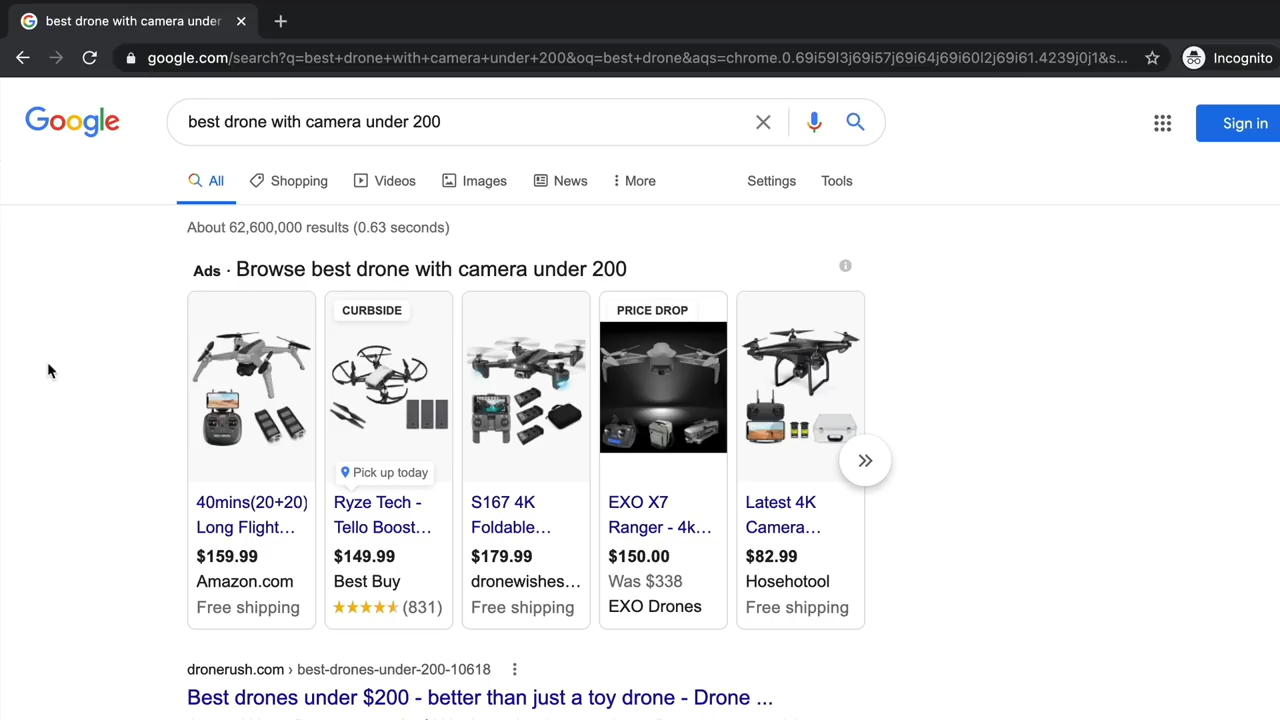 best drone with camera under
google.com/search?q=best+drone+with+camera+under+200&oq=best+drone&aqs=chrome.0.69i59l3j69i57j69i64j69i60l2j69i61.4239j0j1&s...
Incognito
Google
best drone with camera under 200
Sign in
All
Shopping
Videos
Images
News
More
Settings
Tools
About 62,600,000 results (0.63 seconds)
Ads · Browse best drone with camera under 200
40mins(20+20)
Long Flight...
$159.99
Amazon.com
Free shipping
CURBSIDE
Pick up today
Ryze Tech -
Tello Boost...
$149.99
Best Buy
(831)
S167 4K
Foldable...
$179.99
dronewishes...
Free shipping
PRICE DROP
EXO X7
Ranger - 4k...
$150.00
Was $338
EXO Drones
Latest 4K
Camera...
$82.99
Hosehotool
Free shipping
dronerush.com › best-drones-under-200-10618
Best drones under $200 - better than just a toy drone - Drone ...